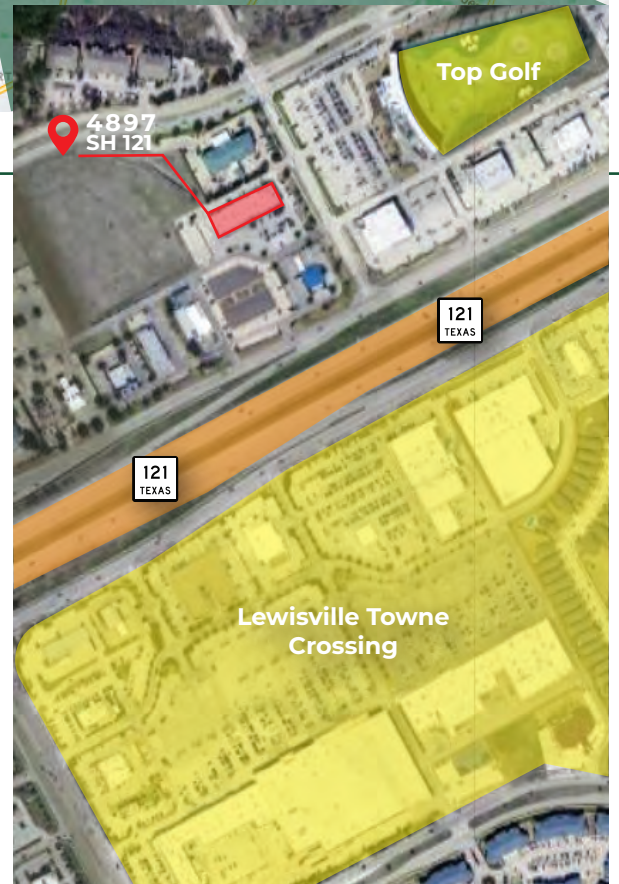 Top Golf
4897
SH 121
121
TEXAS
121
TEXAS
Lewisville Towne
Crossing